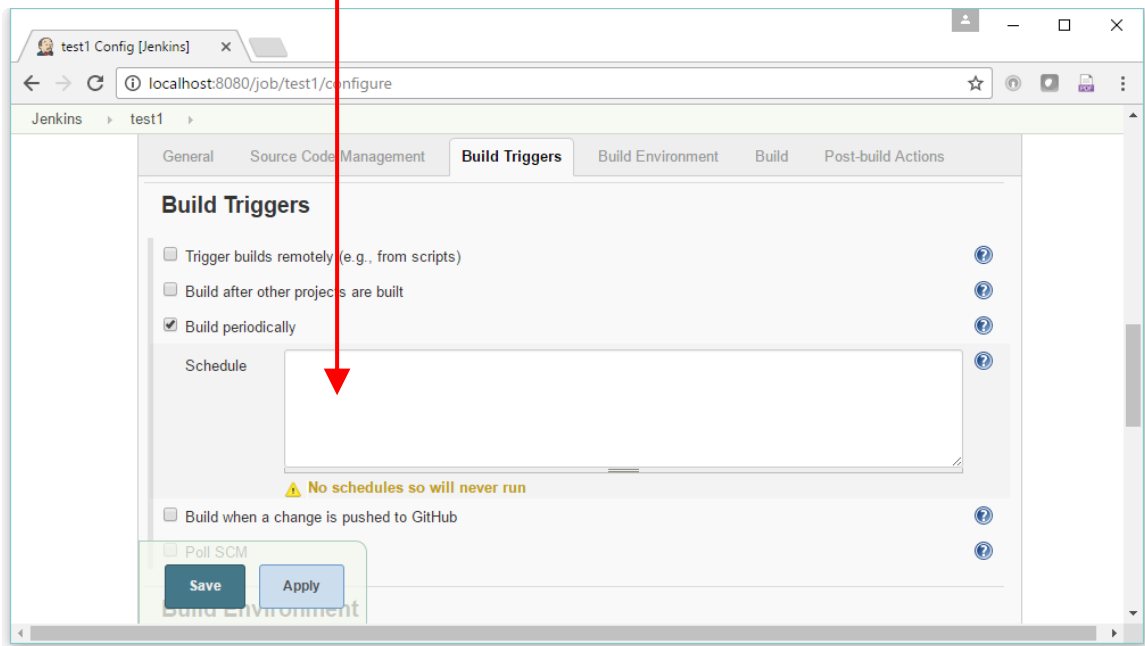 test1 Config [Jenkins]
localhost:8080/job/test1/configure
PDF
Jenkins test1
General Source Code Management Build Triggers Build Environment Build Post-build Actions
Build Triggers
Trigger builds remotely (e.g., from scripts)
Build after other projects are built
Build periodically
Schedule
No schedules so will never run
Build when a change is pushed to GitHub
Poll SCM
Save Apply
Build Environment